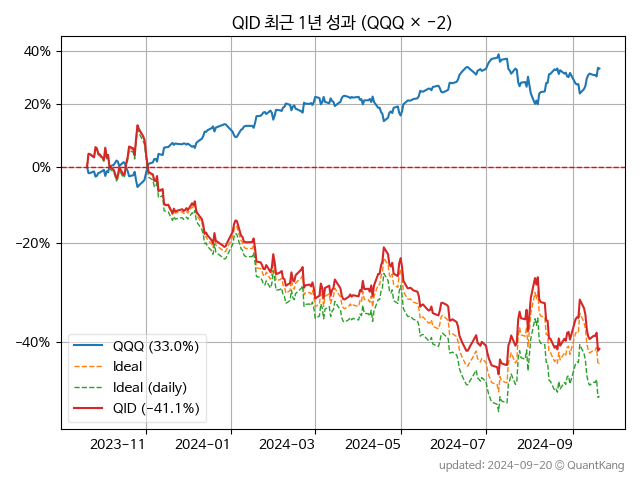 QID 최근 1년 성과 (QQQ × −2)
40%
20%
0%
−20%
−40%
QQQ (33.0%)
Ideal
Ideal (daily)
QID (−41.1%)
2023-11
2024-01
2024-03
2024-05
2024-07
2024-09
updated: 2024-09-20 © QuantKang